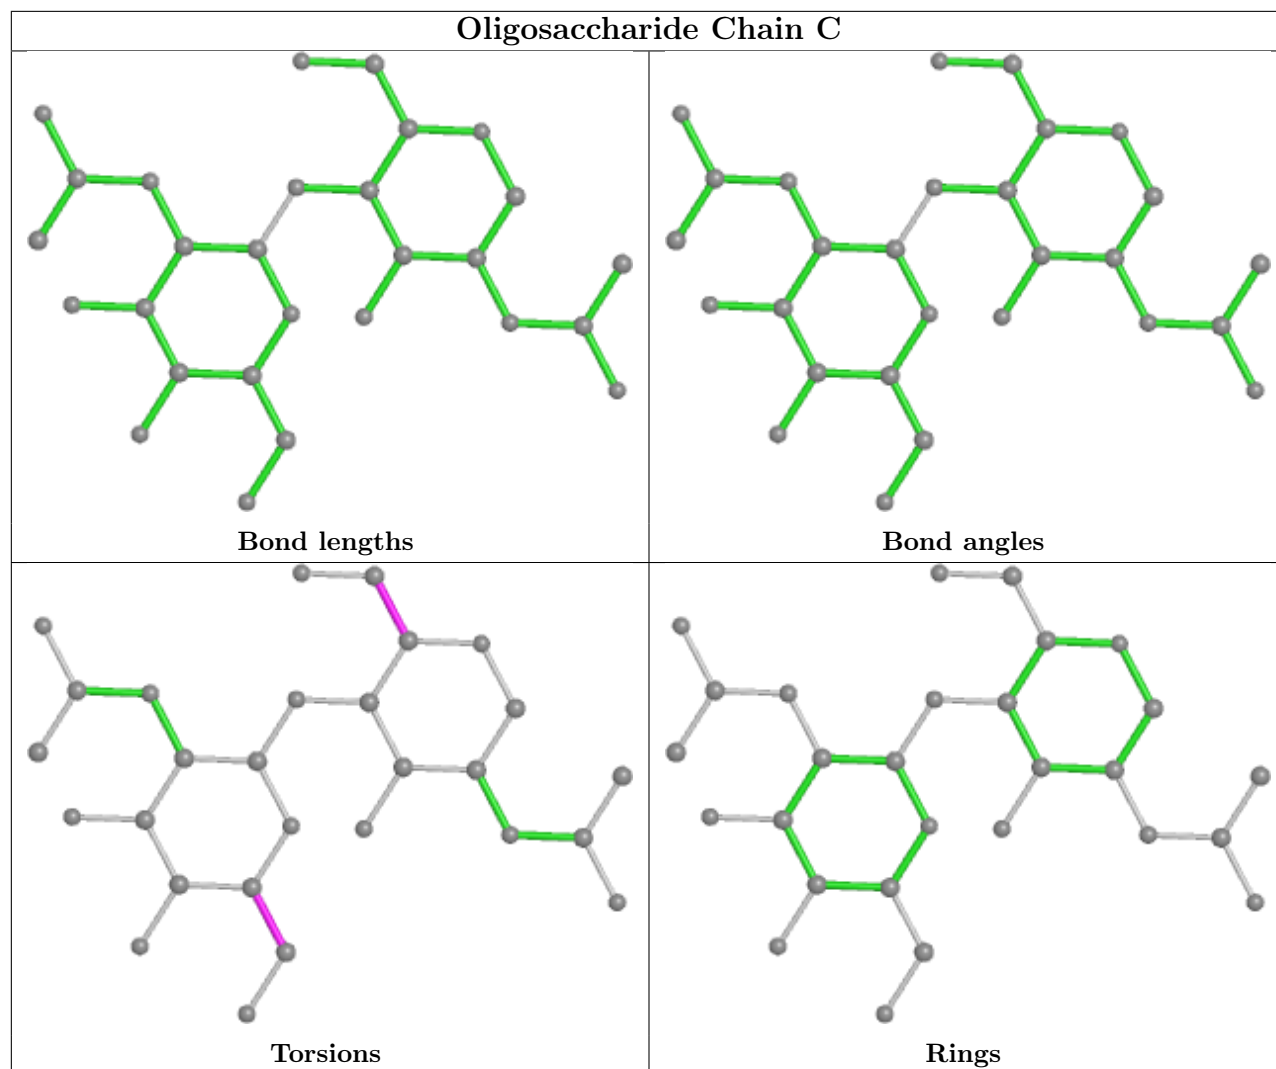 Oligosaccharide Chain C
Bond lengths
Bond angles
Torsions
Rings